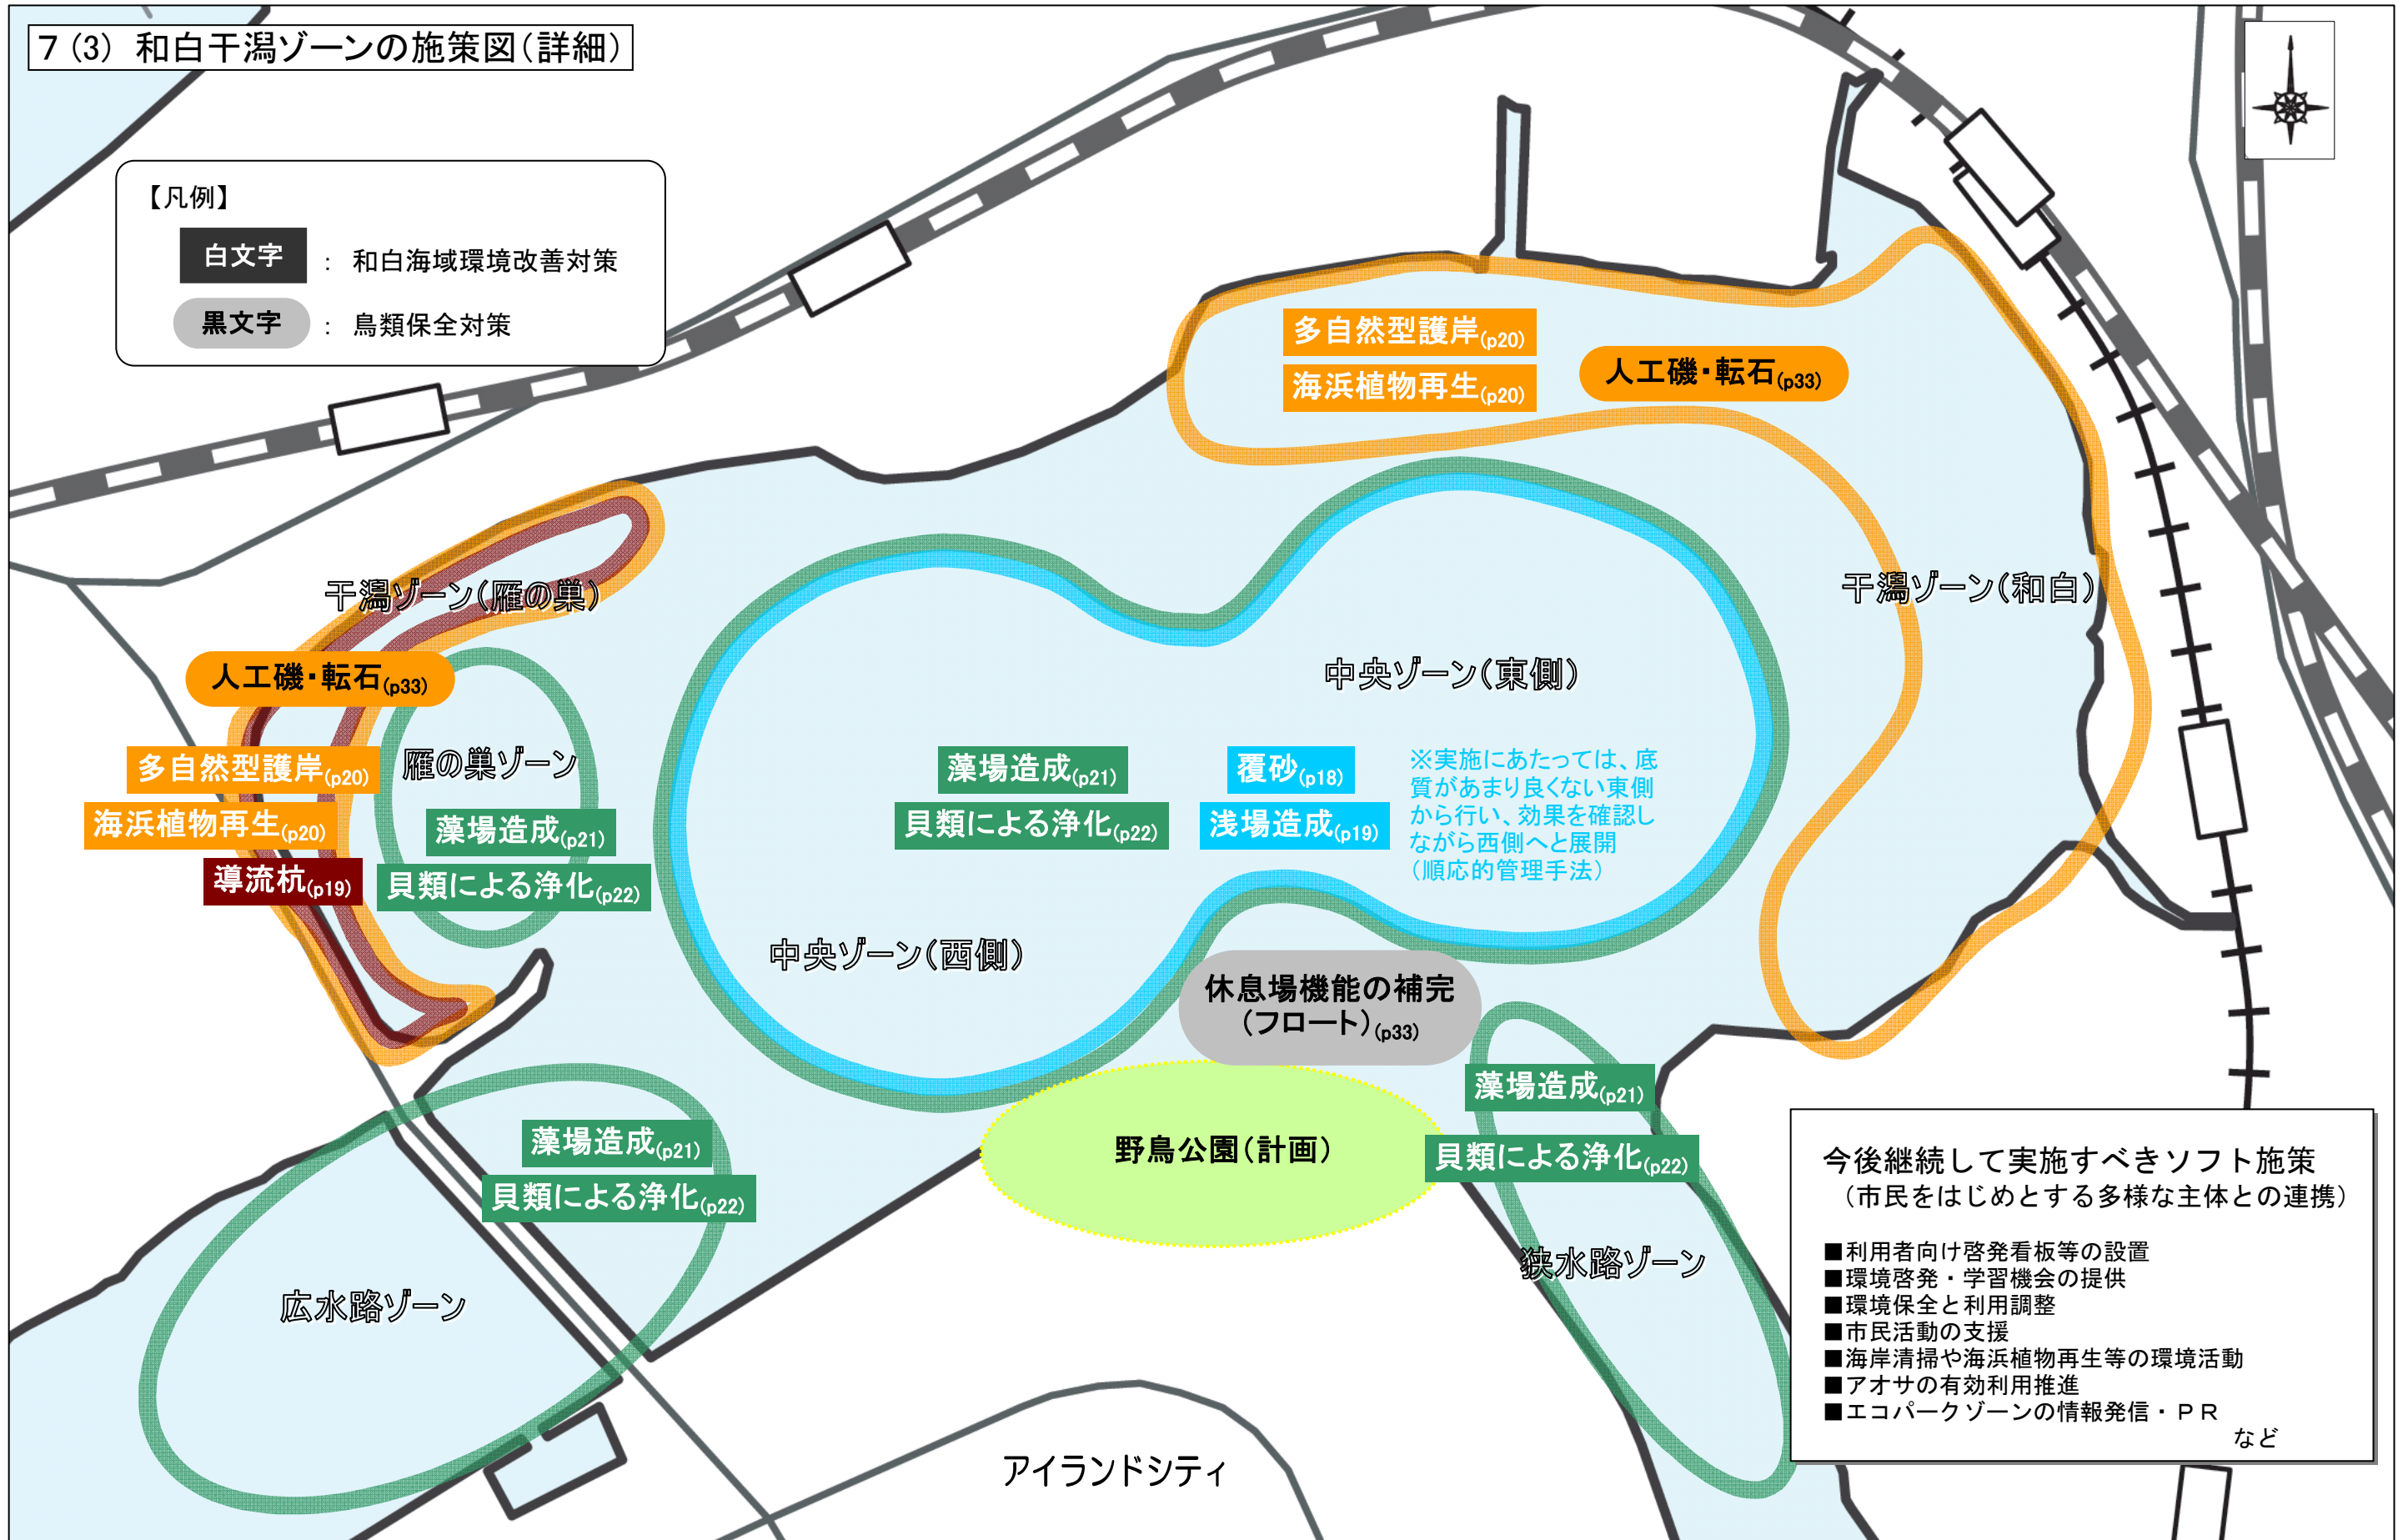 7(3) 和白干潟ゾーンの施策図(詳細)
【凡例】
白文字 : 和白海域環境改善対策
黒文字 : 鳥類保全対策
多自然型護岸(p20)
海浜植物再生(p20)
人工磯・転石(p33)
干潟ゾーン(雁の巣)
干潟ゾーン(和白)
人工磯・転石(p33)
多自然型護岸(p20)
海浜植物再生(p20)
導流杭(p19)
雁の巣ゾーン
藻場造成(p21)
貝類による浄化(p22)
中央ゾーン(東側)
藻場造成(p21)
貝類による浄化(p22)
覆砂(p18)
浅場造成(p19)
※実施にあたっては、底
質があまり良くない東側
から行い、効果を確認し
ながら西側へと展開
(順応的管理手法)
中央ゾーン(西側)
休息場機能の補完
(フロート)(p33)
野鳥公園(計画)
藻場造成(p21)
貝類による浄化(p22)
狭水路ゾーン
藻場造成(p21)
貝類による浄化(p22)
広水路ゾーン
アイランドシティ
今後継続して実施すべきソフト施策
(市民をはじめとする多様な主体との連携)
■利用者向け啓発看板等の設置
■環境啓発・学習機会の提供
■環境保全と利用調整
■市民活動の支援
■海岸清掃や海浜植物再生等の環境活動
■アオサの有効利用推進
■エコパークゾーンの情報発信・PR
など